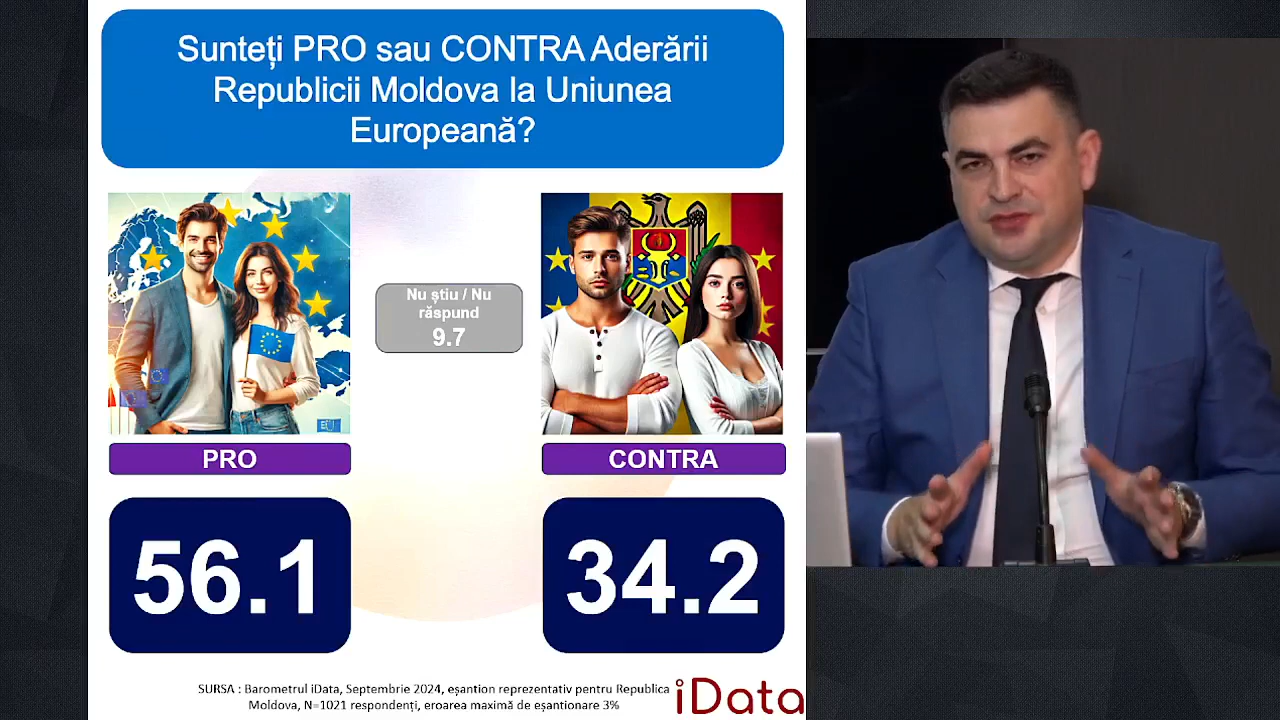 Sunteți PRO sau CONTRA Aderării
Republicii Moldova la Uniunea
Europeană?
Nu știu / Nu
răspund
9.7
PRO
CONTRA
56.1
34.2
SURSA : Barometrul iData, Septembrie 2024, eșantion reprezentativ pentru Republica
Moldova, N=1021 respondenți, eroarea maximă de eșantionare 3%
iData